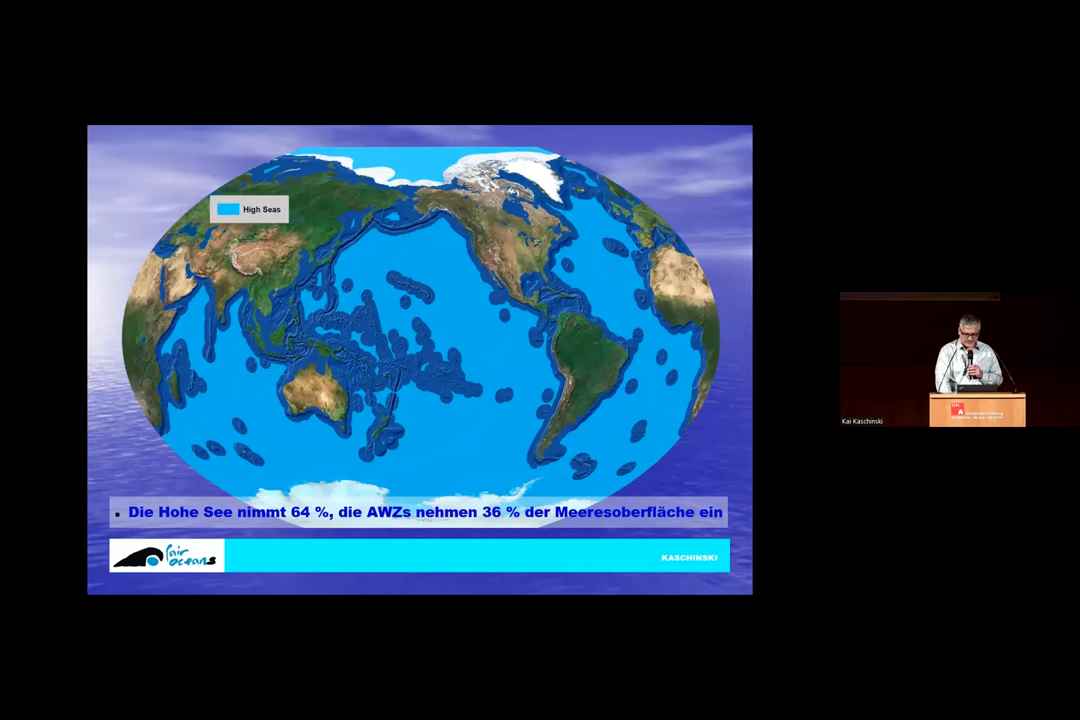 High Seas
▪ Die Hohe See nimmt 64 %, die AWZs nehmen 36 % der Meeresoberfläche ein
fair
oceans
KASCHINSKI
Kai Kaschinski